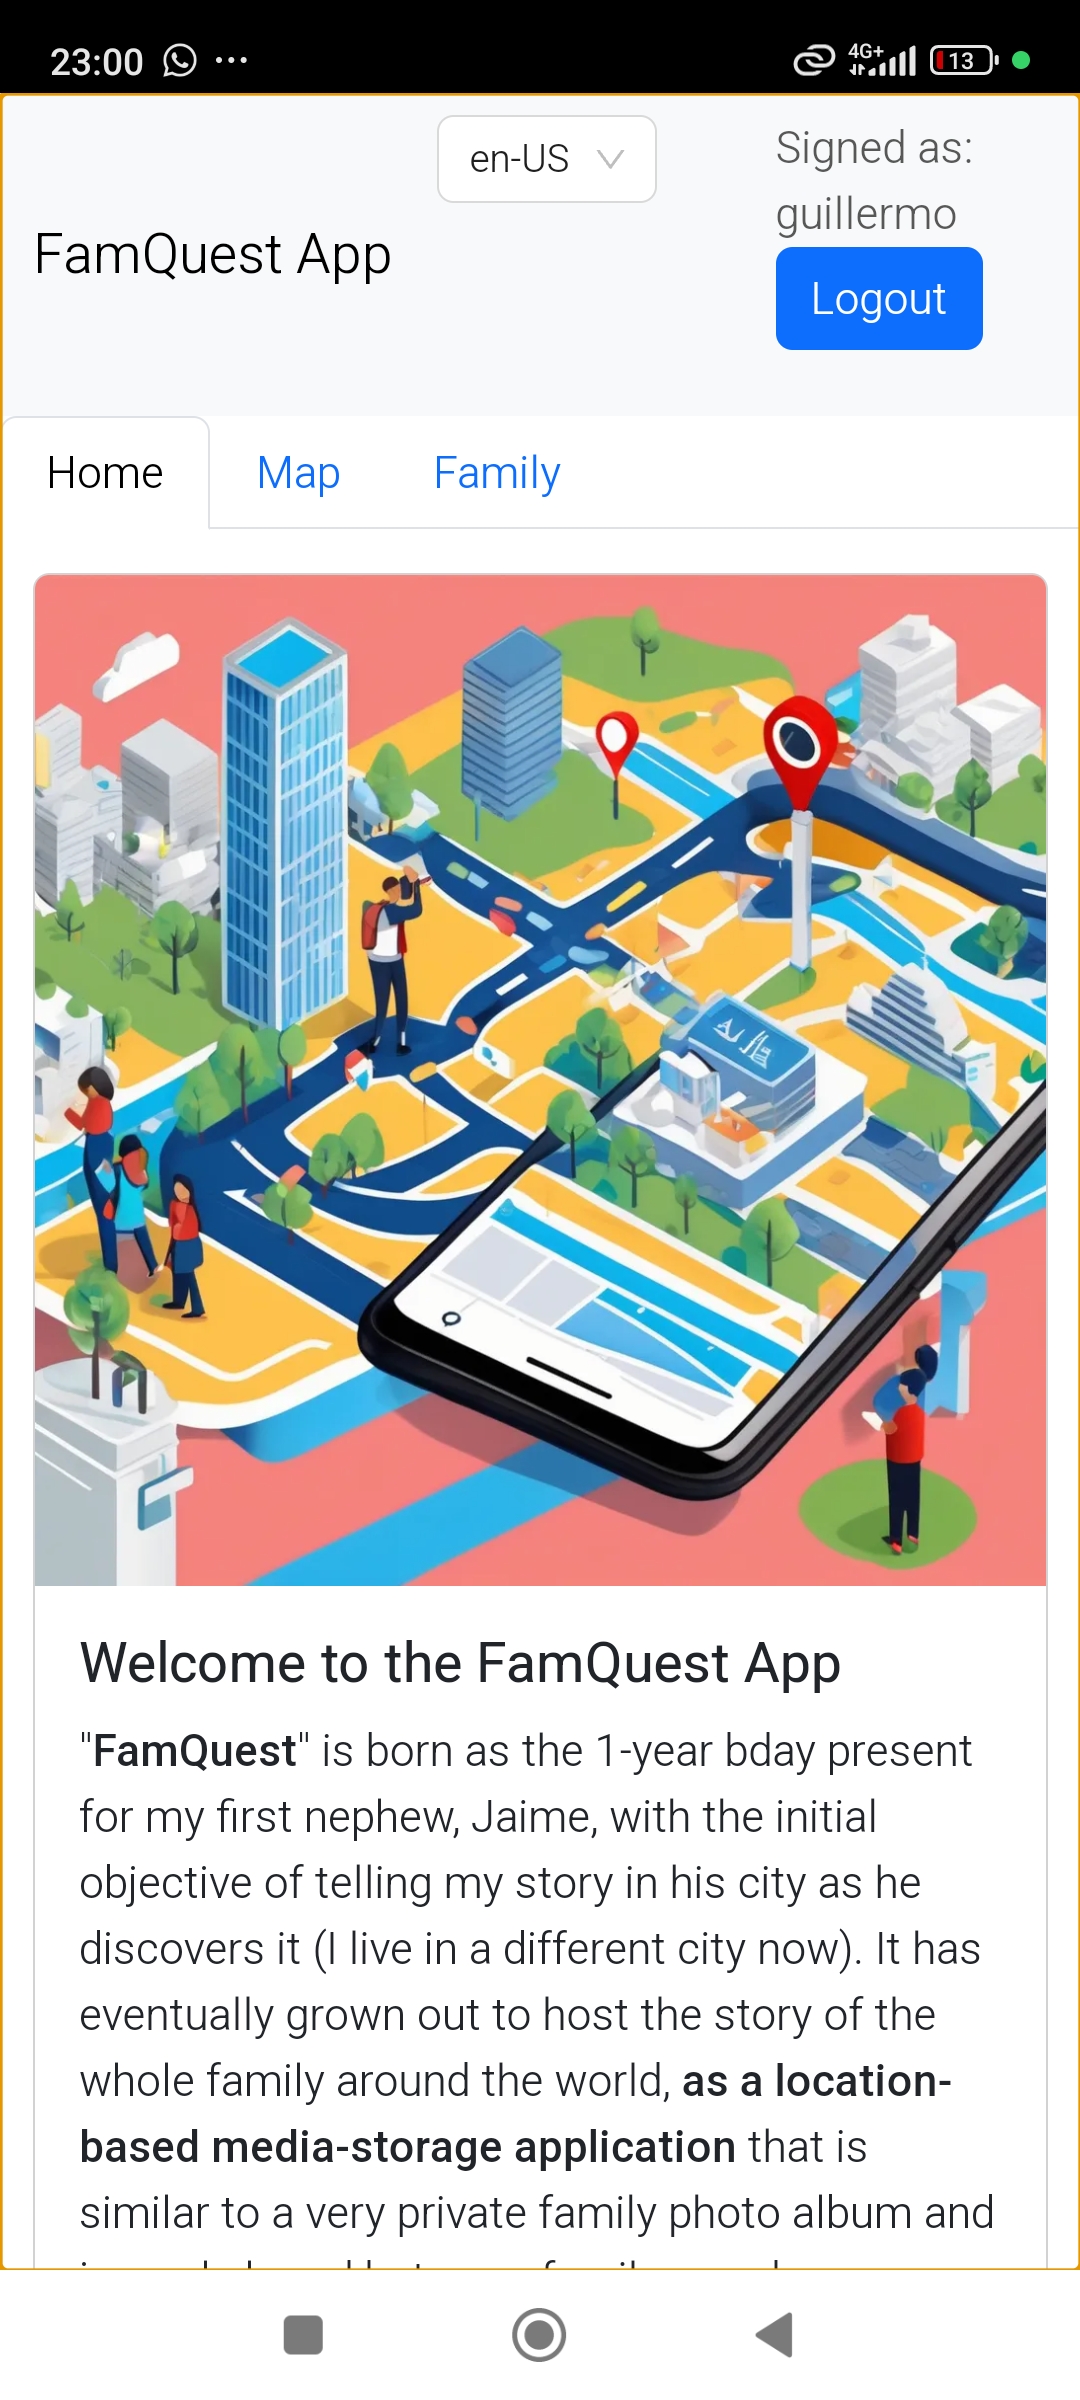 23:00
4G+
13
en-US
Signed as:
guillermo
FamQuest App
Logout
Home
Map
Family
Welcome to the FamQuest App
"FamQuest" is born as the 1-year bday present
for my first nephew, Jaime, with the initial
objective of telling my story in his city as he
discovers it (I live in a different city now). It has
eventually grown out to host the story of the
whole family around the world, as a location-
based media-storage application that is
similar to a very private family photo album and